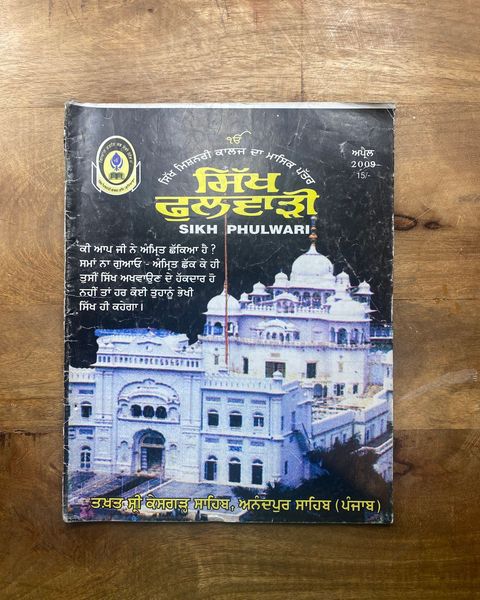 ੴ
ਸਿੱਖ ਮਿਸ਼ਨਰੀ ਕਾਲਜ ਦਾ ਮਾਸਿਕ ਪੱਤਰ
ਅਪ੍ਰੈਲ
2009
15/-
ਸਿੱਖ
ਫੁਲਵਾੜੀ
SIKH PHULWARI
ਕੀ ਆਪ ਜੀ ਨੇ ਅੰਮ੍ਰਿਤ ਛੱਕਿਆ ਹੈ ?
ਸਮਾਂ ਨਾ ਗੁਆਓ - ਅੰਮ੍ਰਿਤ ਛੱਕ ਕੇ ਹੀ
ਤੁਸੀਂ ਸਿੱਖ ਅਖਵਾਉਣ ਦੇ ਹੱਕਦਾਰ ਹੋ
ਨਹੀਂ ਤਾਂ ਹਰ ਕੋਈ ਤੁਹਾਨੂੰ ਭੇਖੀ
ਸਿੱਖ ਹੀ ਕਹੇਗਾ।
ਤਖ਼ਤ ਸ੍ਰੀ ਕੇਸਗੜ੍ਹ ਸਾਹਿਬ, ਅਨੰਦਪੁਰ ਸਾਹਿਬ (ਪੰਜਾਬ)